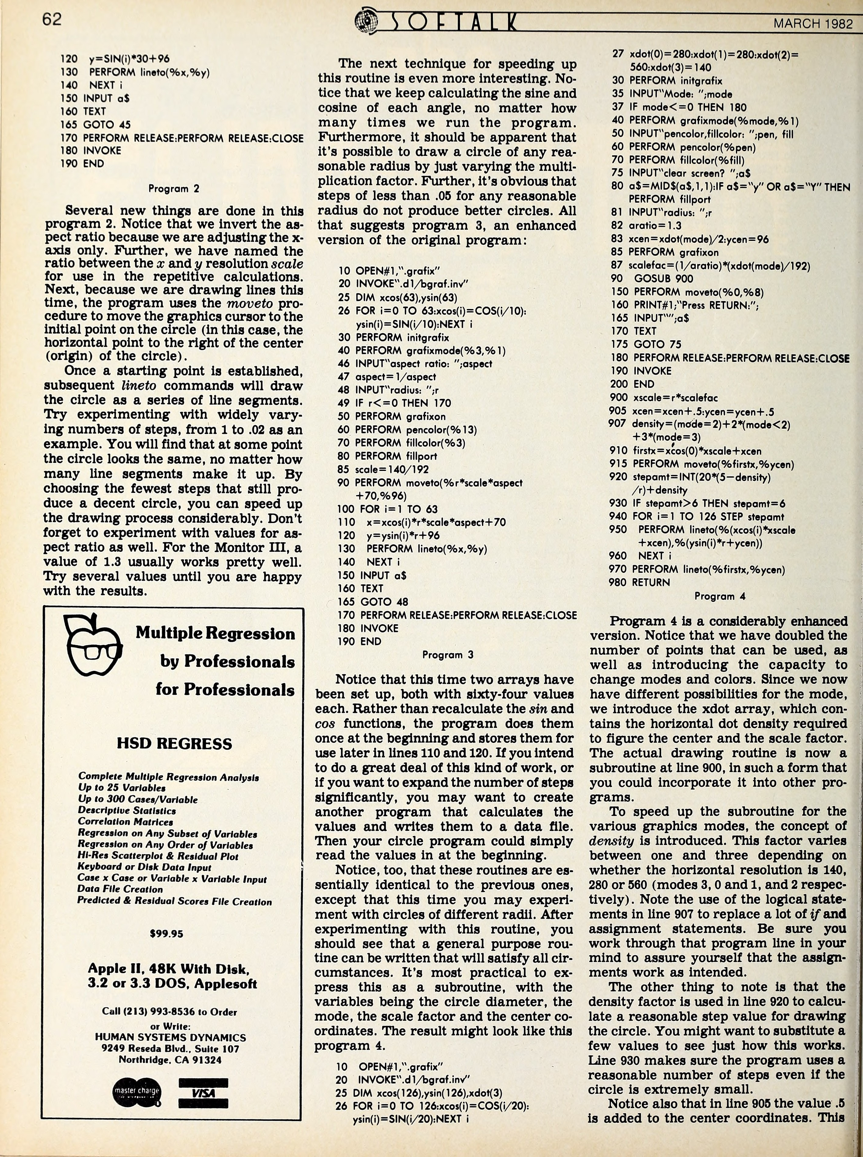 62
SOFTALK
MARCH 1982
120 y=SIN(i)*30+96
130 PERFORM lineto(%x,%y)
140 NEXT i
150 INPUT a$
160 TEXT
165 GOTO 45
170 PERFORM RELEASE:PERFORM RELEASE:CLOSE
180 INVOKE
190 END
Program 2
Several new things are done in this
program 2. Notice that we invert the as-
pect ratio because we are adjusting the x-
axis only. Further, we have named the
ratio between the x and y resolution scale
for use in the repetitive calculations.
Next, because we are drawing lines this
time, the program uses the moveto pro-
cedure to move the graphics cursor to the
initial point on the circle (in this case, the
horizontal point to the right of the center
(origin) of the circle).
Once a starting point is established,
subsequent lineto commands will draw
the circle as a series of line segments.
Try experimenting with widely vary-
ing numbers of steps, from 1 to .02 as an
example. You will find that at some point
the circle looks the same, no matter how
many line segments make it up. By
choosing the fewest steps that still pro-
duce a decent circle, you can speed up
the drawing process considerably. Don't
forget to experiment with values for as-
pect ratio as well. For the Monitor III, a
value of 1.3 usually works pretty well.
Try several values until you are happy
with the results.
Multiple Regression
by Professionals
for Professionals
HSD REGRESS
Complete Multiple Regression Analysis
Up to 25 Variables
Up to 300 Cases/Variable
Descriptive Statistics
Correlation Matrices
Regression on Any Subset of Variables
Regression on Any Order of Variables
Hi-Res Scatterplot & Residual Plot
Keyboard or Disk Data Input
Case x Case or Variable x Variable Input
Data File Creation
Predicted & Residual Scores File Creation
$99.95
Apple II, 48K With Disk,
3.2 or 3.3 DOS, Applesoft
Call (213) 993-8536 to Order
or Write:
HUMAN SYSTEMS DYNAMICS
9249 Reseda Blvd., Suite 107
Northridge, CA 91324
master charge
VISA
The next technique for speeding up
this routine is even more interesting. No-
tice that we keep calculating the sine and
cosine of each angle, no matter how
many times we run the program.
Furthermore, it should be apparent that
it's possible to draw a circle of any rea-
sonable radius by just varying the multi-
plication factor. Further, it's obvious that
steps of less than .05 for any reasonable
radius do not produce better circles. All
that suggests program 3, an enhanced
version of the original program:
10 OPEN#1,".grafix"
20 INVOKE".d1/bgraf.inv"
25 DIM xcos(63),ysin(63)
26 FOR i=0 TO 63:xcos(i)=COS(i/10):
ysin(i)=SIN(i/10):NEXT i
30 PERFORM initgrafix
40 PERFORM grafixmode(%3,%1)
46 INPUT"aspect ratio: ";aspect
47 aspect=1/aspect
48 INPUT"radius: ";r
49 IF r<=0 THEN 170
50 PERFORM grafixon
60 PERFORM pencolor(%13)
70 PERFORM fillcolor(%3)
80 PERFORM fillport
85 scale=140/192
90 PERFORM moveto(%r*scale*aspect
+70,%96)
100 FOR i=1 TO 63
110 x=xcos(i)*r*scale*aspect+70
120 y=ysin(i)*r+96
130 PERFORM lineto(%x,%y)
140 NEXT i
150 INPUT a$
160 TEXT
165 GOTO 48
170 PERFORM RELEASE:PERFORM RELEASE:CLOSE
180 INVOKE
190 END
Program 3
Notice that this time two arrays have
been set up, both with sixty-four values
each. Rather than recalculate the sin and
cos functions, the program does them
once at the beginning and stores them for
use later in lines 110 and 120. If you intend
to do a great deal of this kind of work, or
if you want to expand the number of steps
significantly, you may want to create
another program that calculates the
values and writes them to a data file.
Then your circle program could simply
read the values in at the beginning.
Notice, too, that these routines are es-
sentially identical to the previous ones,
except that this time you may experi-
ment with circles of different radii. After
experimenting with this routine, you
should see that a general purpose rou-
tine can be written that will satisfy all cir-
cumstances. It's most practical to ex-
press this as a subroutine, with the
variables being the circle diameter, the
mode, the scale factor and the center co-
ordinates. The result might look like this
program 4.
10 OPEN#1,".grafix"
20 INVOKE".d1/bgraf.inv"
25 DIM xcos(126),ysin(126),xdot(3)
26 FOR i=0 TO 126:xcos(i)=COS(i/20):
ysin(i)=SIN(i/20):NEXT i
27 xdot(0)=280:xdot(1)=280:xdot(2)=
560:xdot(3)=140
30 PERFORM initgrafix
35 INPUT"Mode: ";mode
37 IF mode<=0 THEN 180
40 PERFORM grafixmode(%mode,%1)
50 INPUT"pencolor,fillcolor: ";pen, fill
60 PERFORM pencolor(%pen)
70 PERFORM fillcolor(%fill)
75 INPUT"clear screen? ";a$
80 a$=MID$(a$,1,1):IF a$="y" OR a$="Y" THEN
PERFORM fillport
81 INPUT"radius: ";r
82 aratio=1.3
83 xcen=xdot(mode)/2:ycen=96
85 PERFORM grafixon
87 scalefac=(1/aratio)*(xdot(mode)/192)
90 GOSUB 900
150 PERFORM moveto(%0,%8)
160 PRINT#1;"Press RETURN:";
165 INPUT"";a$
170 TEXT
175 GOTO 75
180 PERFORM RELEASE:PERFORM RELEASE:CLOSE
190 INVOKE
200 END
900 xscale=r*scalefac
905 xcen=xcen+.5:ycen=ycen+.5
907 density=(mode=2)+2*(mode<2)
+3*(mode=3)
910 firstx=xcos(0)*xscale+xcen
915 PERFORM moveto(%firstx,%ycen)
920 stepamt=INT(20*(5−density)
/r)+density
930 IF stepamt>6 THEN stepamt=6
940 FOR i=1 TO 126 STEP stepamt
950 PERFORM lineto(%(xcos(i)*xscale
+xcen),%(ysin(i)*r+ycen))
960 NEXT i
970 PERFORM lineto(%firstx,%ycen)
980 RETURN
Program 4
Program 4 is a considerably enhanced
version. Notice that we have doubled the
number of points that can be used, as
well as introducing the capacity to
change modes and colors. Since we now
have different possibilities for the mode,
we introduce the xdot array, which con-
tains the horizontal dot density required
to figure the center and the scale factor.
The actual drawing routine is now a
subroutine at line 900, in such a form that
you could incorporate it into other pro-
grams.
To speed up the subroutine for the
various graphics modes, the concept of
density is introduced. This factor varies
between one and three depending on
whether the horizontal resolution is 140,
280 or 560 (modes 3, 0 and 1, and 2 respec-
tively). Note the use of the logical state-
ments in line 907 to replace a lot of if and
assignment statements. Be sure you
work through that program line in your
mind to assure yourself that the assign-
ments work as intended.
The other thing to note is that the
density factor is used in line 920 to calcu-
late a reasonable step value for drawing
the circle. You might want to substitute a
few values to see just how this works.
Line 930 makes sure the program uses a
reasonable number of steps even if the
circle is extremely small.
Notice also that in line 905 the value .5
is added to the center coordinates. This